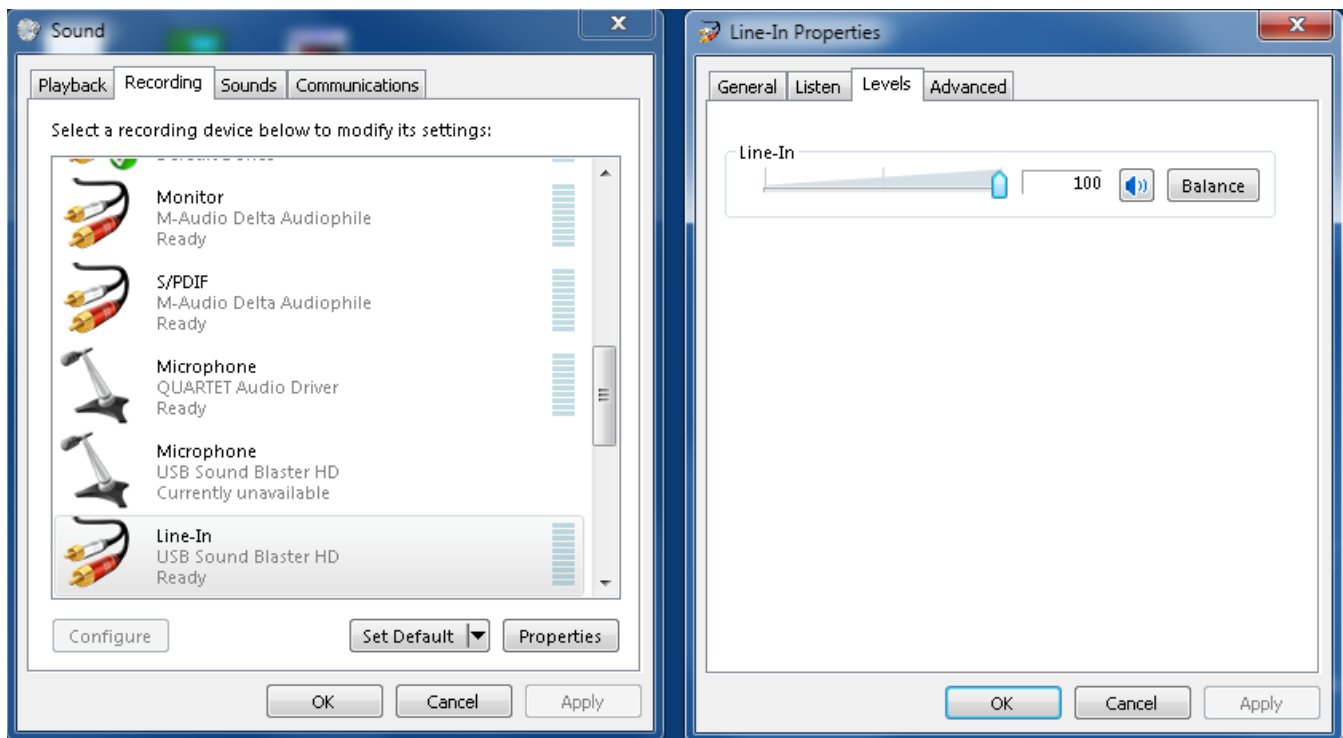 Sound
Playback Recording Sounds Communications
Select a recording device below to modify its settings:
Monitor
M-Audio Delta Audiophile
Ready
S/PDIF
M-Audio Delta Audiophile
Ready
Microphone
QUARTET Audio Driver
Ready
Microphone
USB Sound Blaster HD
Currently unavailable
Line-In
USB Sound Blaster HD
Ready
Configure Set Default Properties
OK Cancel Apply
Line-In Properties
General Listen Levels Advanced
Line-In
100 Balance
OK Cancel Apply